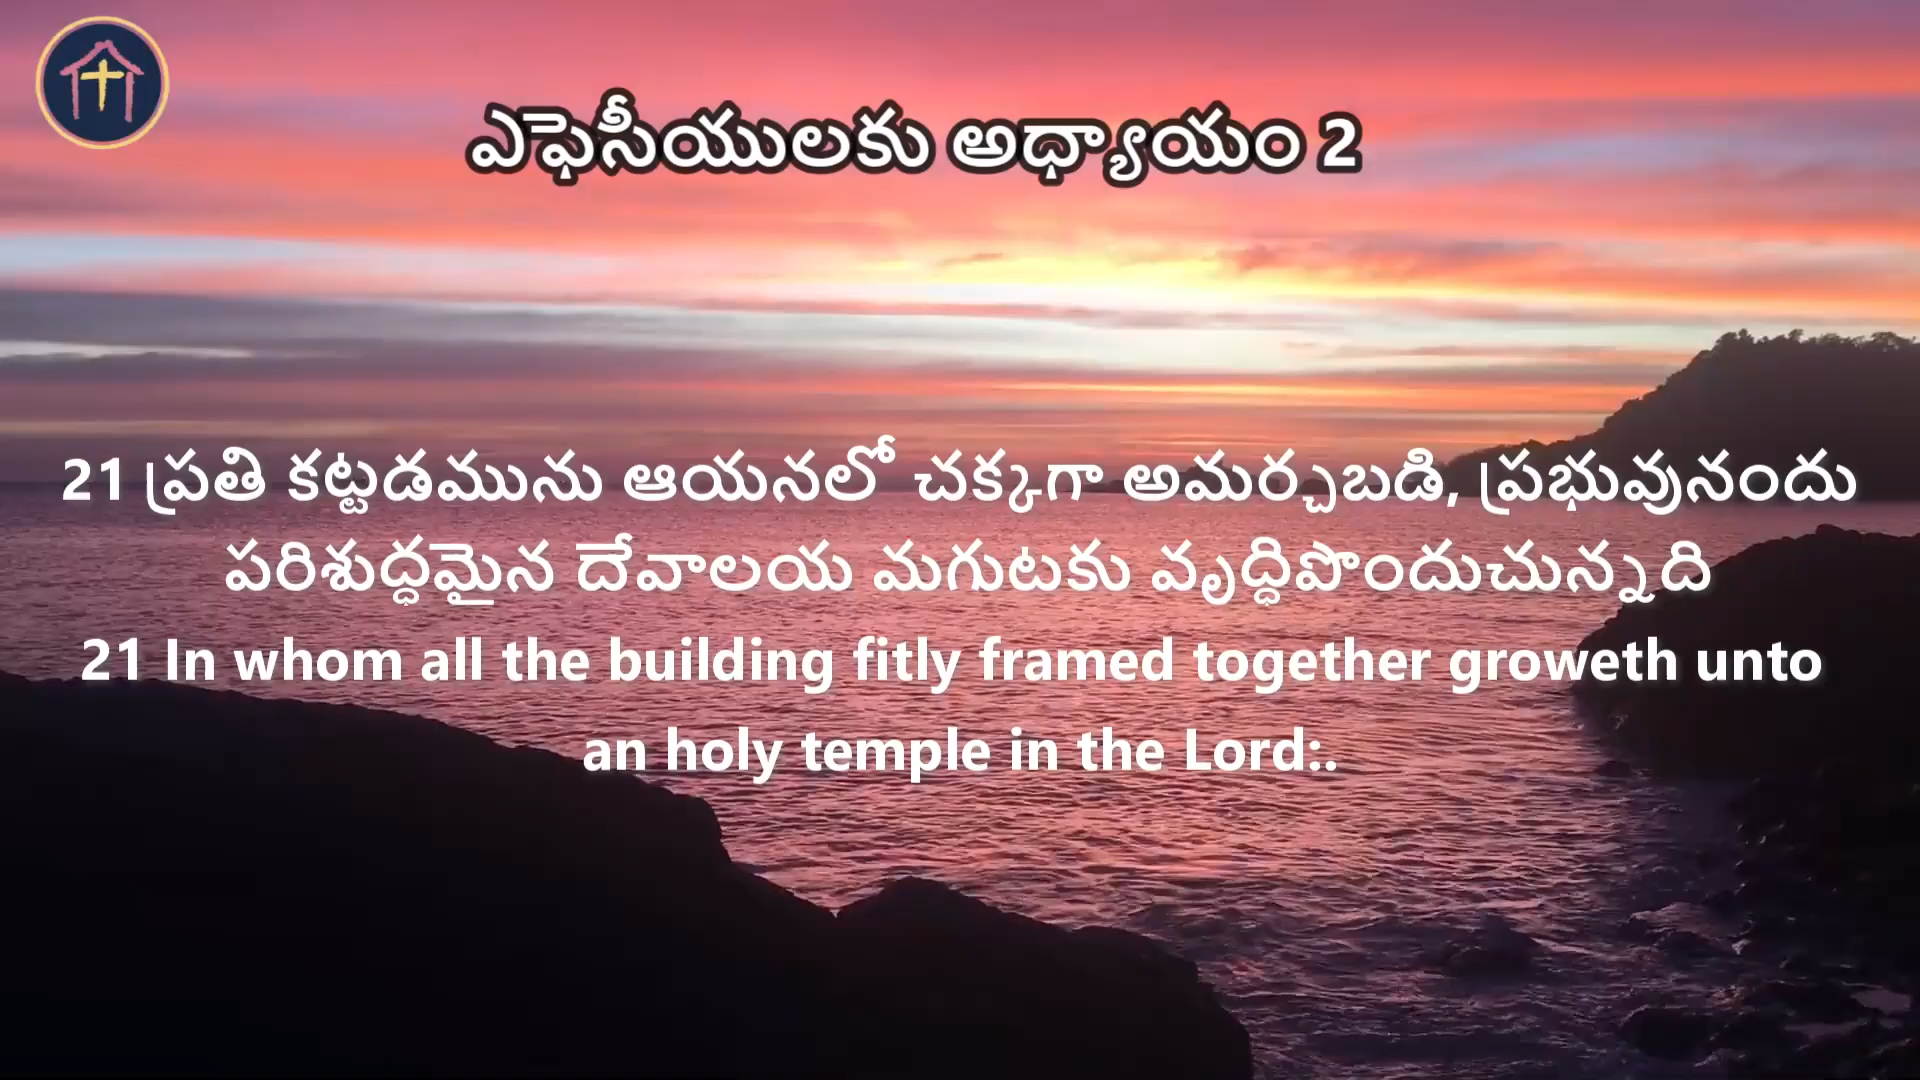 ఎఫెసీయులకు అధ్యాయం 2
21 ప్రతి కట్టడమును ఆయనలో చక్కగా అమర్చబడి, ప్రభువునందు
పరిశుద్ధమైన దేవాలయ మగుటకు వృద్ధిపొందుచున్నది
21 In whom all the building fitly framed together groweth unto
an holy temple in the Lord:.